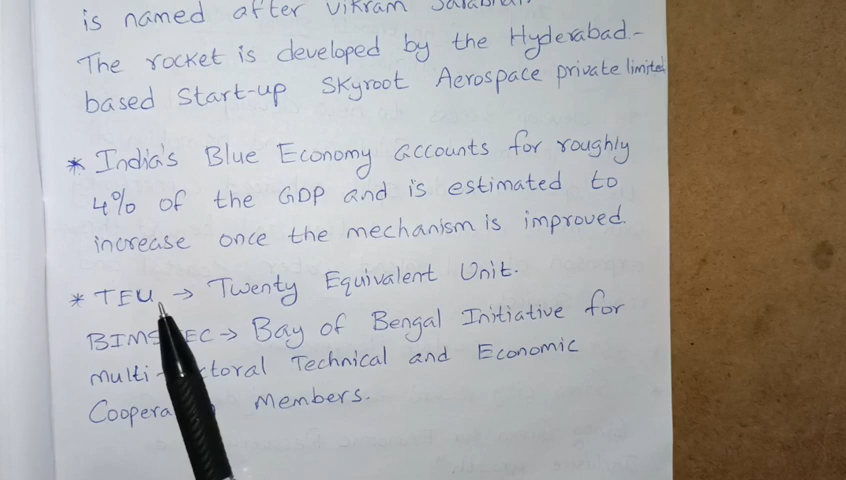 is named after Vikram
The rocket is developed by the Hyderabad-
based Start-up Skyroot Aerospace private limited
* India's Blue Economy accounts for roughly
4% of the GDP and is estimated to
increase once the mechanism is improved.
* TEU → Twenty Equivalent Unit.
BIMS EC → Bay of Bengal Initiative for
multi- ctoral Technical and Economic
Coopera Members.